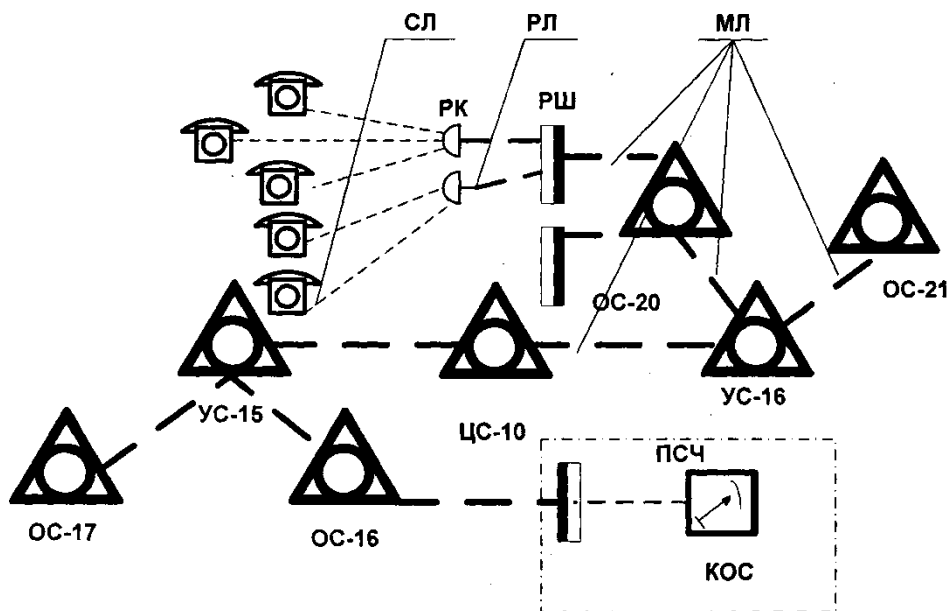 СЛ РЛ МЛ
РК РШ
ОС-20 ОС-21
УС-15 УС-16
ЦС-10
ПСЧ
ОС-17 ОС-16
КОС